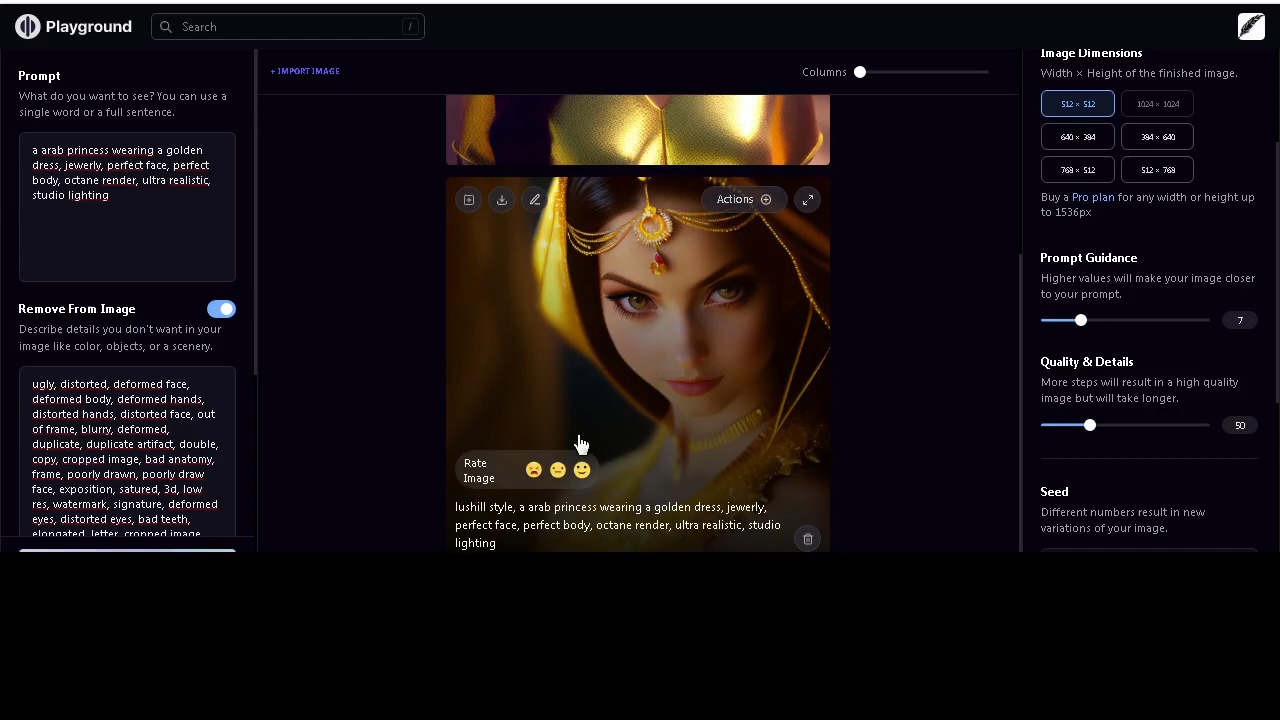 Playground
Search
/
Prompt
What do you want to see? You can use a
single word or a full sentence.
a arab princess wearing a golden
dress, jewerly, perfect face, perfect
body, octane render, ultra realistic,
studio lighting
Remove From Image
Describe details you don't want in your
image like color, objects, or a scenery.
ugly, distorted, deformed face,
deformed body, deformed hands,
distorted hands, distorted face, out
of frame, blurry, deformed,
duplicate, duplicate artifact, double,
copy, cropped image, bad anatomy,
frame, poorly drawn, poorly draw
face, exposition, satured, 3d, low
res, watermark, signature, deformed
eyes, distorted eyes, bad teeth,
elongated, letter, cropped image
+ IMPORT IMAGE
Columns
Actions
Rate
Image
lushill style, a arab princess wearing a golden dress, jewerly,
perfect face, perfect body, octane render, ultra realistic, studio
lighting
Image Dimensions
Width × Height of the finished image.
512 × 512
1024 × 1024
640 × 384
384 × 640
768 × 512
512 × 768
Buy a Pro plan for any width or height up
to 1536px
Prompt Guidance
Higher values will make your image closer
to your prompt.
7
Quality & Details
More steps will result in a high quality
image but will take longer.
50
Seed
Different numbers result in new
variations of your image.